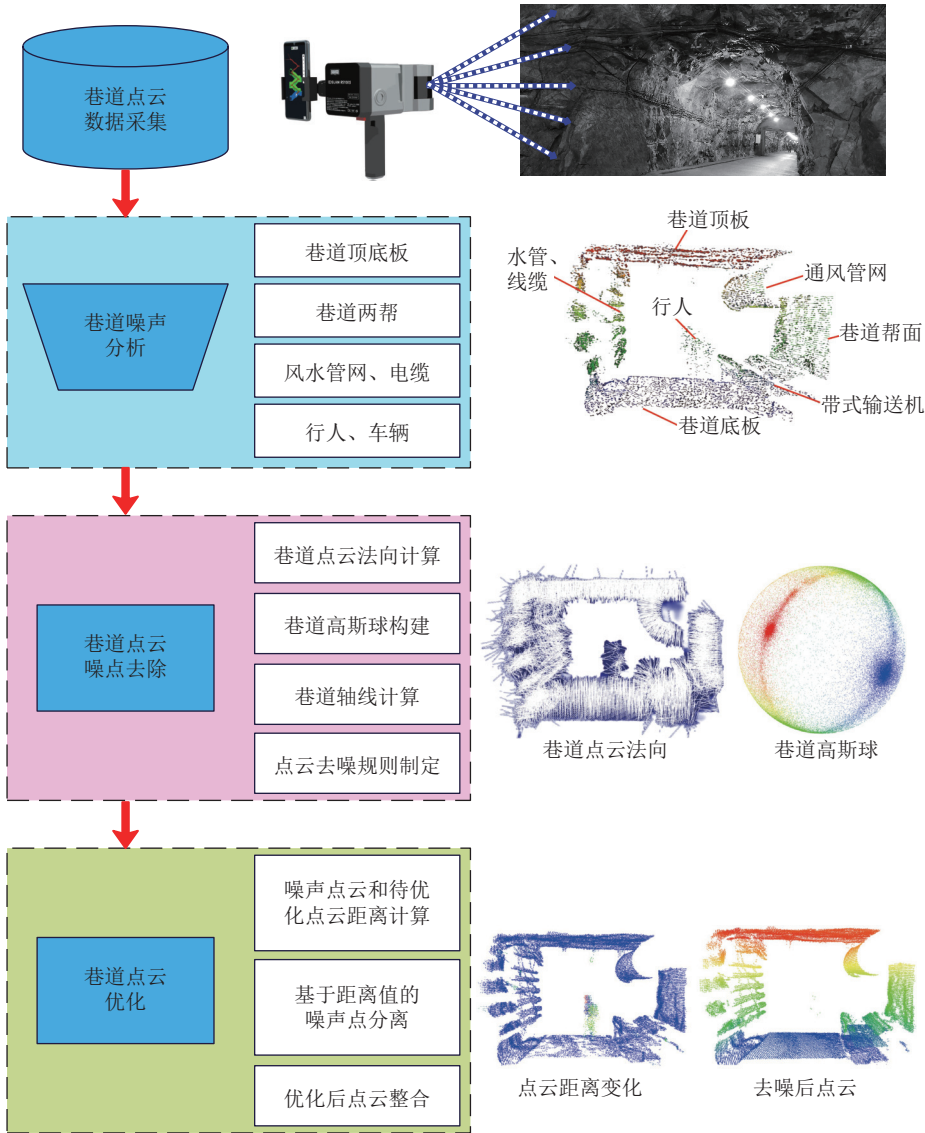 巷道点云
数据采集
巷道噪声
分析
巷道顶底板
巷道两帮
风水管网、电缆
行人、车辆
巷道顶板
水管、
线缆
通风管网
行人
巷道帮面
带式输送机
巷道底板
巷道点云
噪点去除
巷道点云法向计算
巷道高斯球构建
巷道轴线计算
点云去噪规则制定
巷道点云法向
巷道高斯球
巷道点云
优化
噪声点云和待优
化点云距离计算
基于距离值的
噪声点分离
优化后点云整合
点云距离变化
去噪后点云